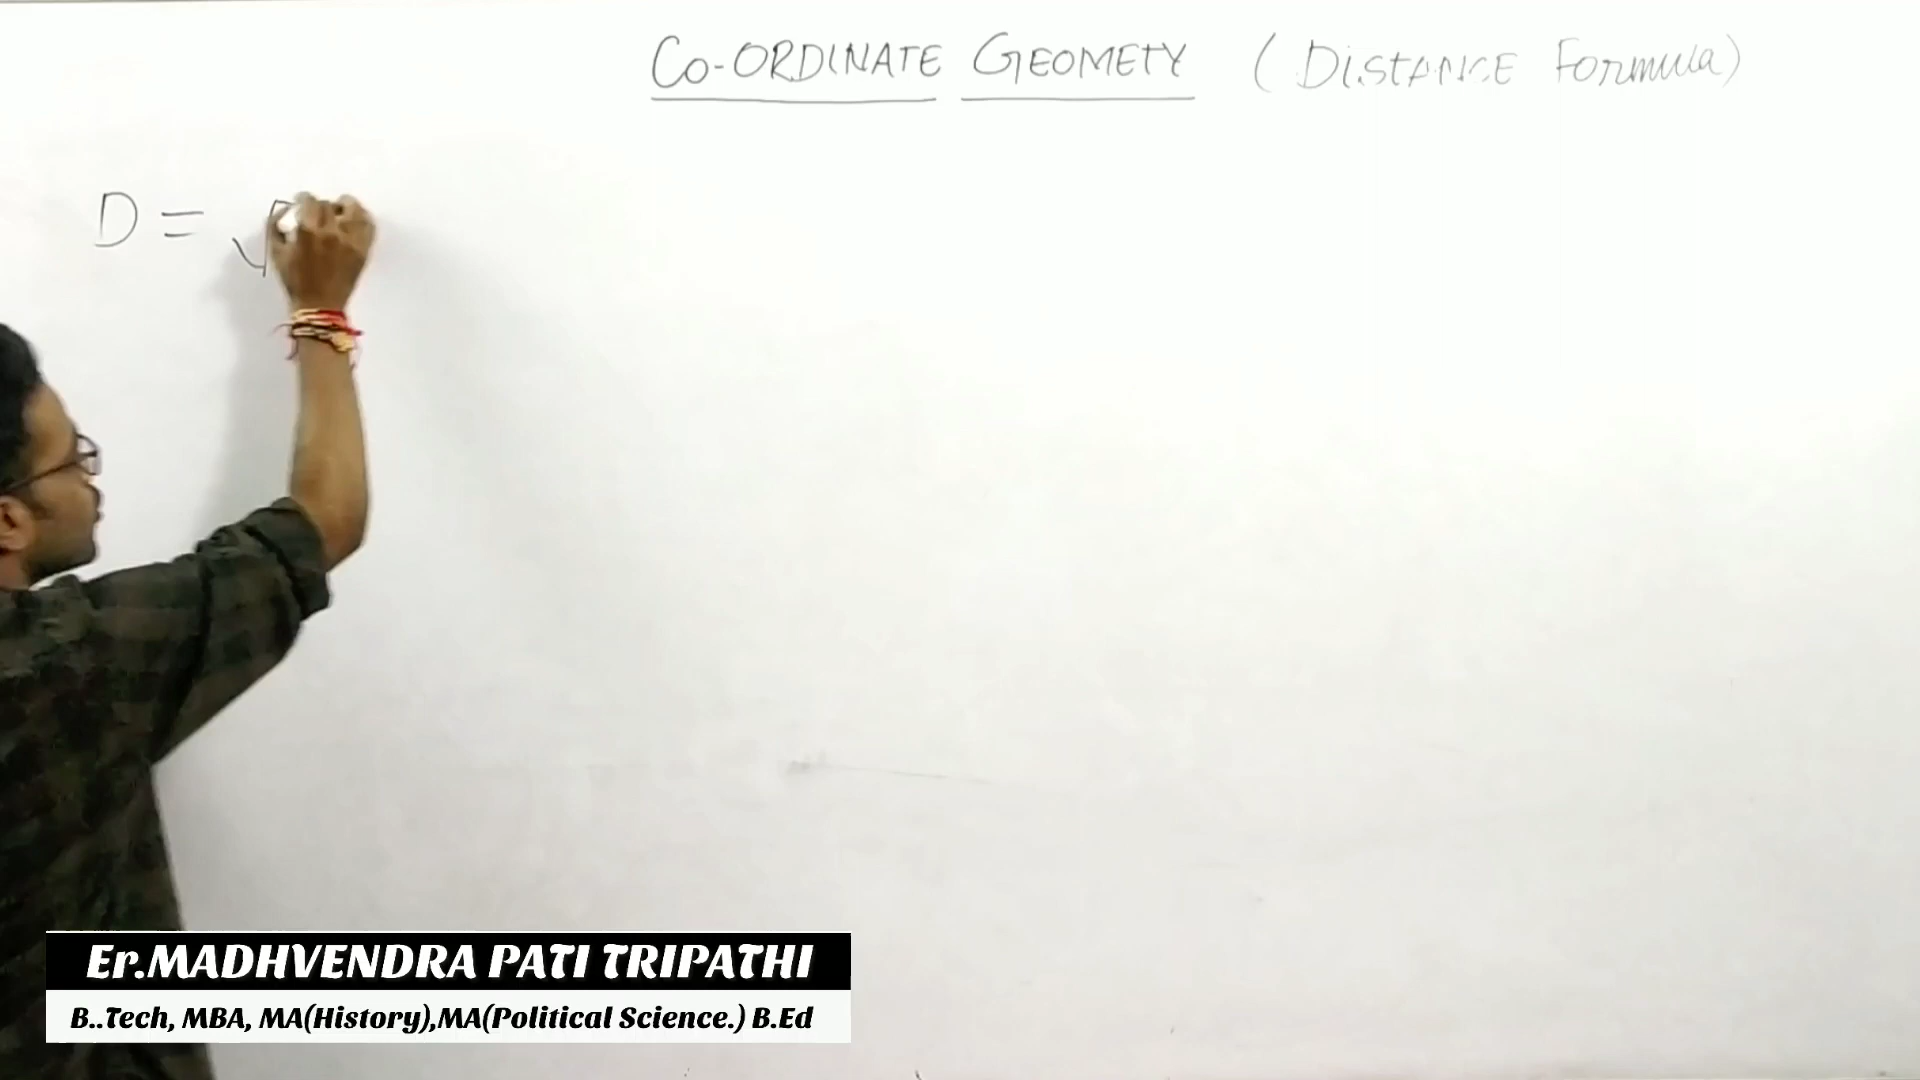 CO-ORDINATE GEOMETY (DISTANCE Formula)
D = √
Er.MADHVENDRA PATI TRIPATHI
B..Tech, MBA, MA(History),MA(Political Science.) B.Ed